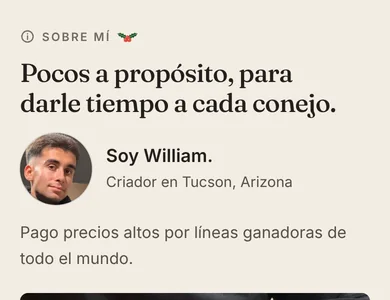 SOBRE MÍ
Pocos a propósito, para
darle tiempo a cada conejo.
Soy William.
Criador en Tucson, Arizona
Pago precios altos por líneas ganadoras de
todo el mundo.